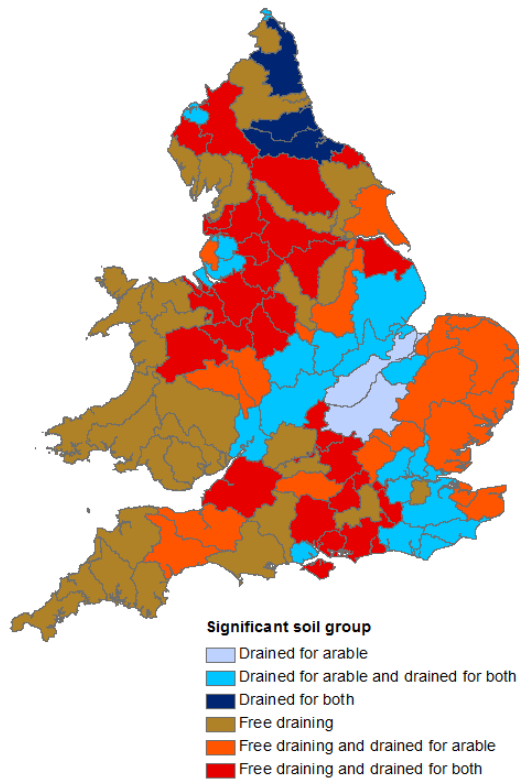 Significant soil group
Drained for arable
Drained for arable and drained for both
Drained for both
Free draining
Free draining and drained for arable
Free draining and drained for both